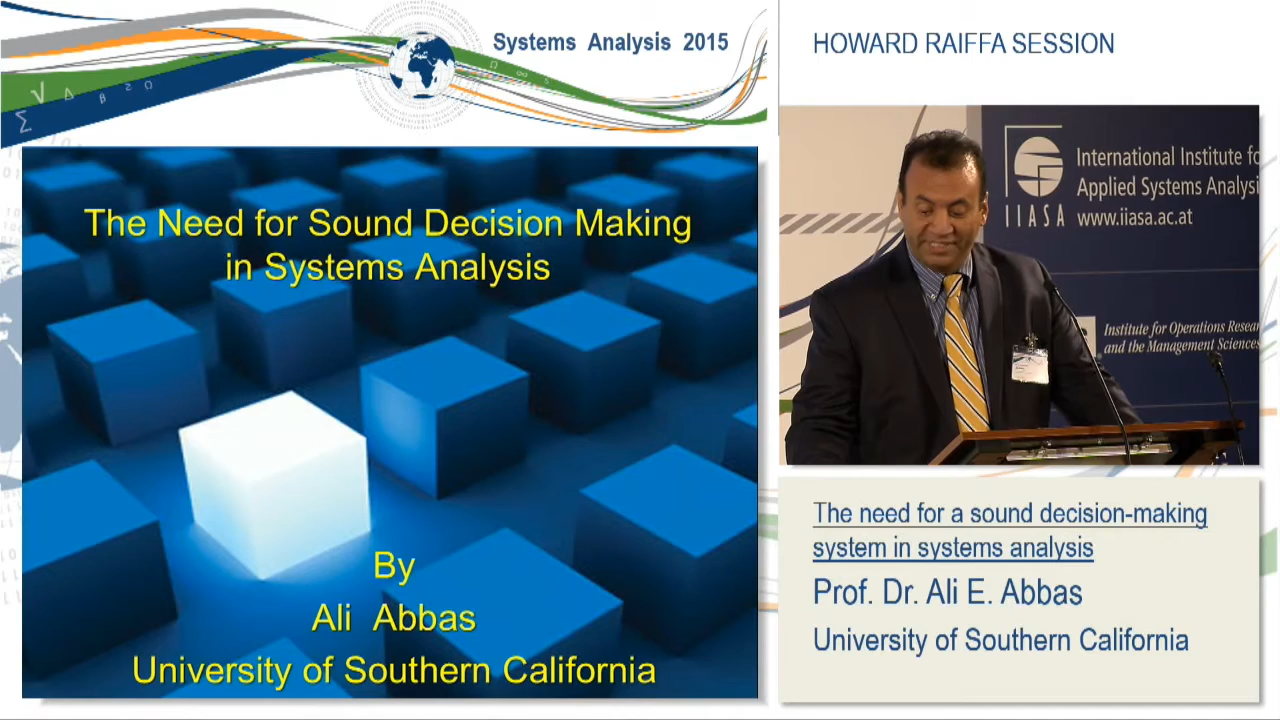 Systems Analysis 2015
HOWARD RAIFFA SESSION
The Need for Sound Decision Making
in Systems Analysis
By
Ali Abbas
University of Southern California
IIASA
International Institute fo
Applied Systems Analysi
www.iiasa.ac.at
Institute for Operations Resear
and the Management Sciences
The need for a sound decision-making
system in systems analysis
Prof. Dr. Ali E. Abbas
University of Southern California